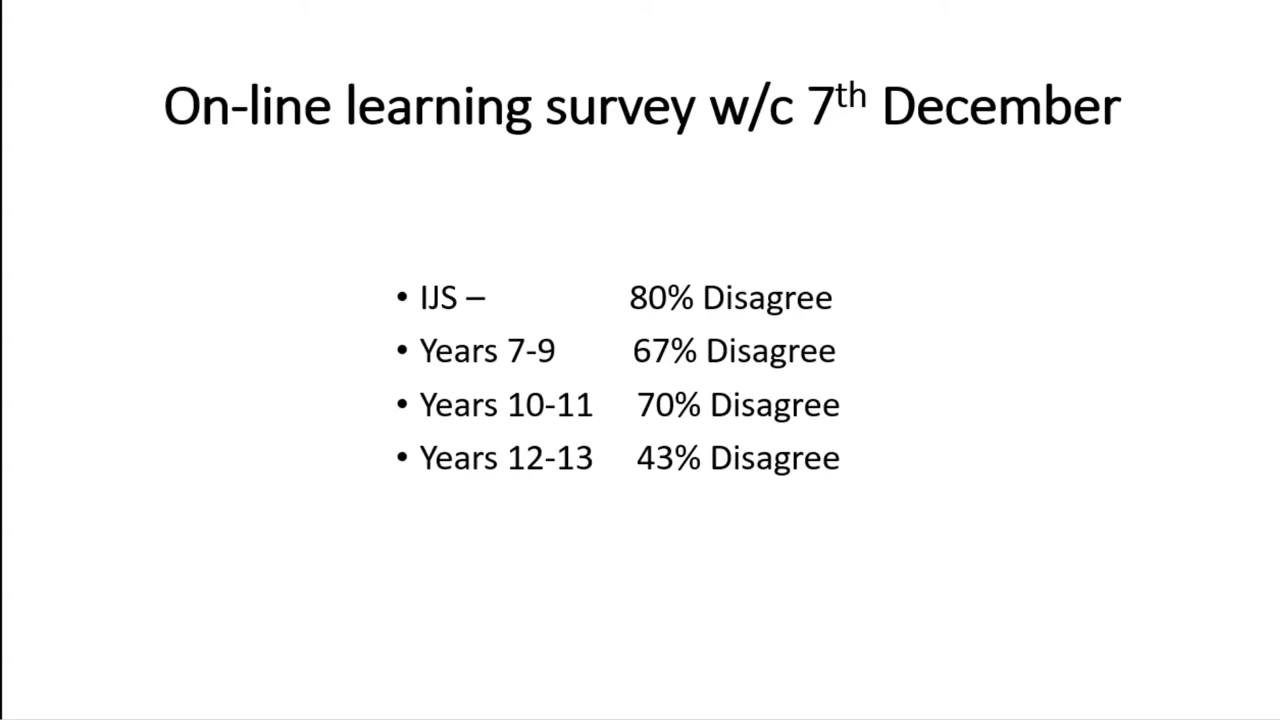 On-line learning survey w/c 7th December
• IJS – 80% Disagree
• Years 7-9 67% Disagree
• Years 10-11 70% Disagree
• Years 12-13 43% Disagree